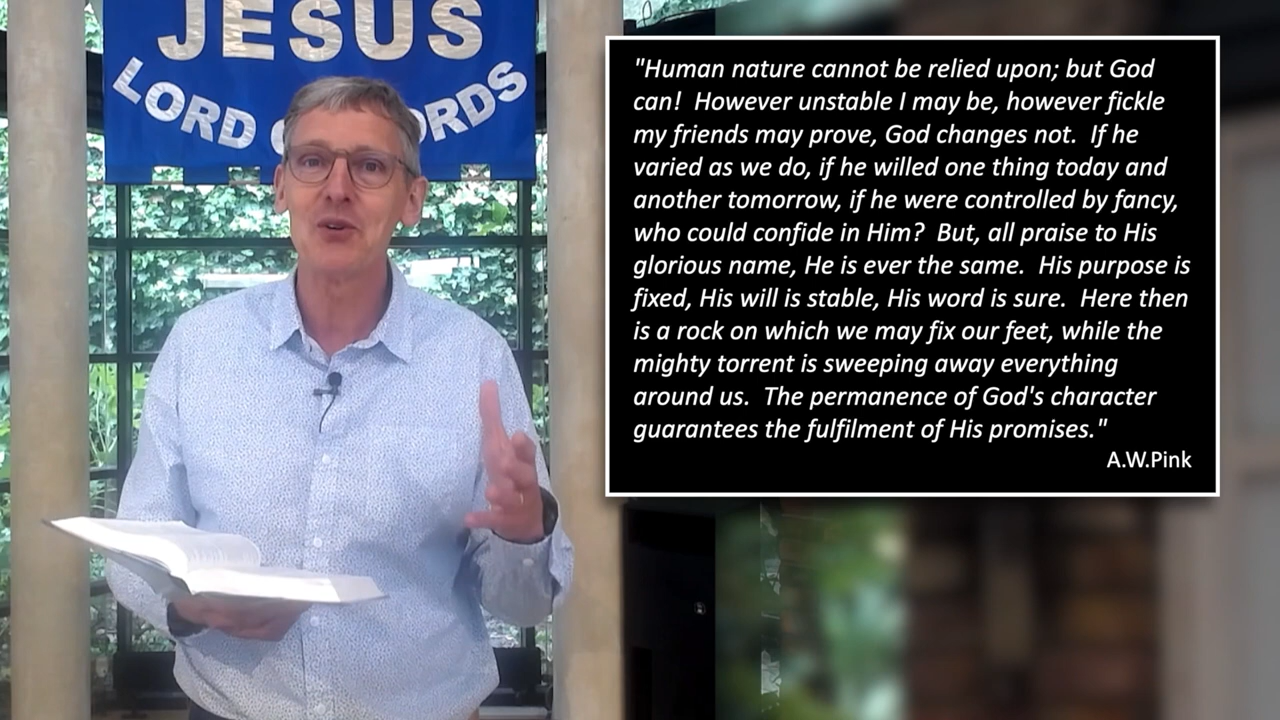 JESUS
LORD ORDS
"Human nature cannot be relied upon; but God
can!  However unstable I may be, however fickle
my friends may prove, God changes not.  If he
varied as we do, if he willed one thing today and
another tomorrow, if he were controlled by fancy,
who could confide in Him?  But, all praise to His
glorious name, He is ever the same.  His purpose is
fixed, His will is stable, His word is sure.  Here then
is a rock on which we may fix our feet, while the
mighty torrent is sweeping away everything
around us.  The permanence of God's character
guarantees the fulfilment of His promises."
A.W.Pink